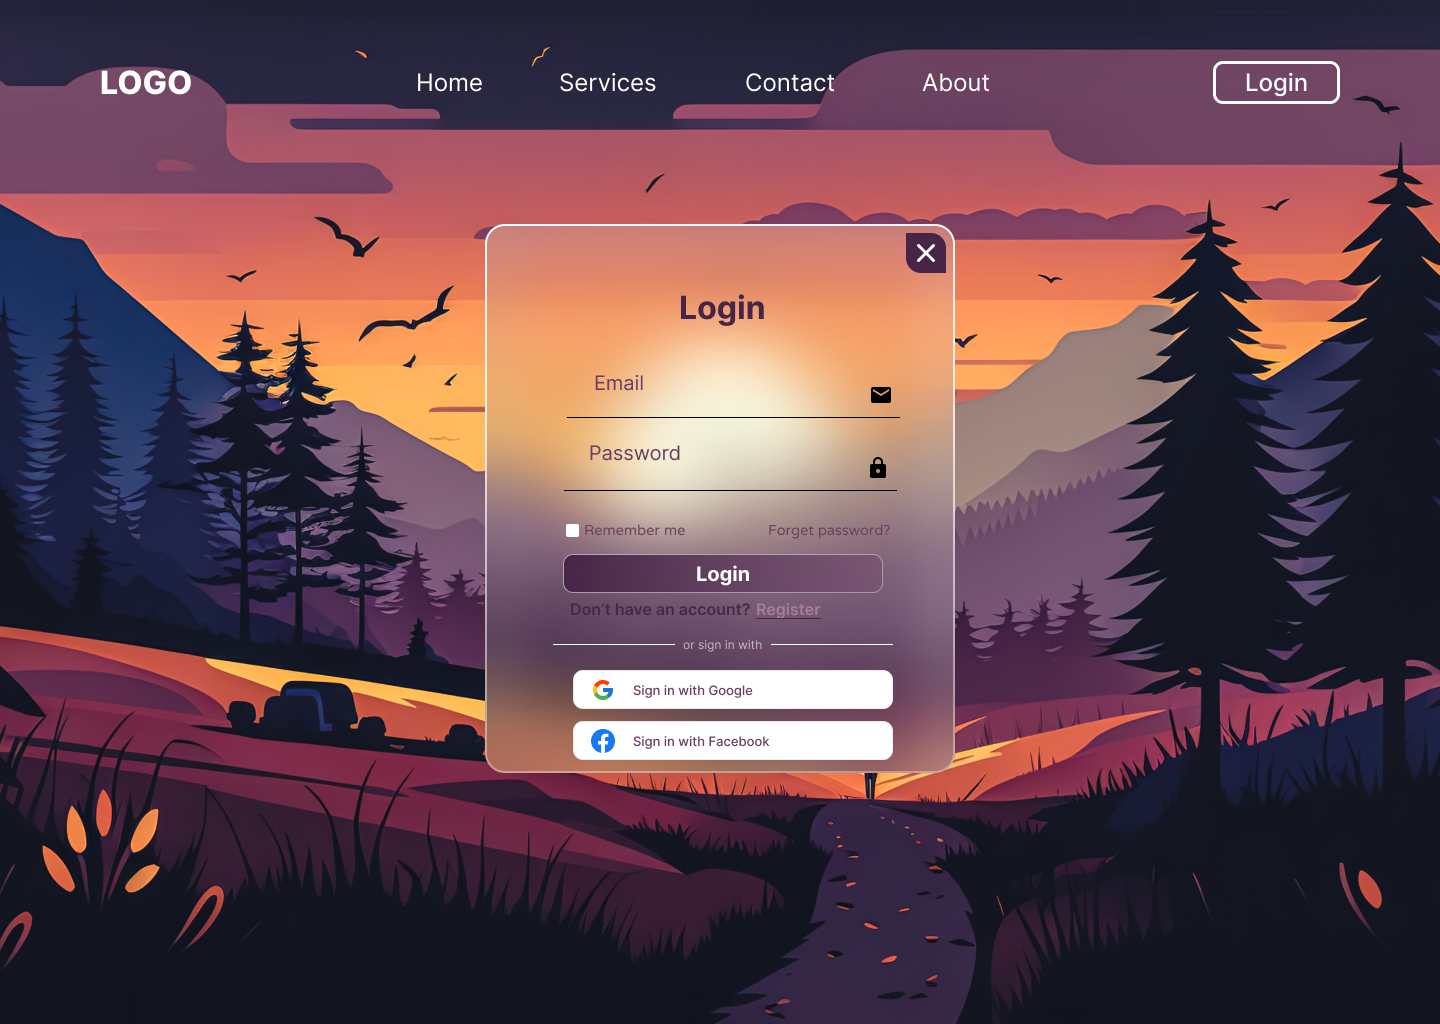 LOGO Home Services Contact About Login
Login
Email
Password
Remember me Forget password?
Login
Don't have an account? Register
or sign in with
Sign in with Google
Sign in with Facebook